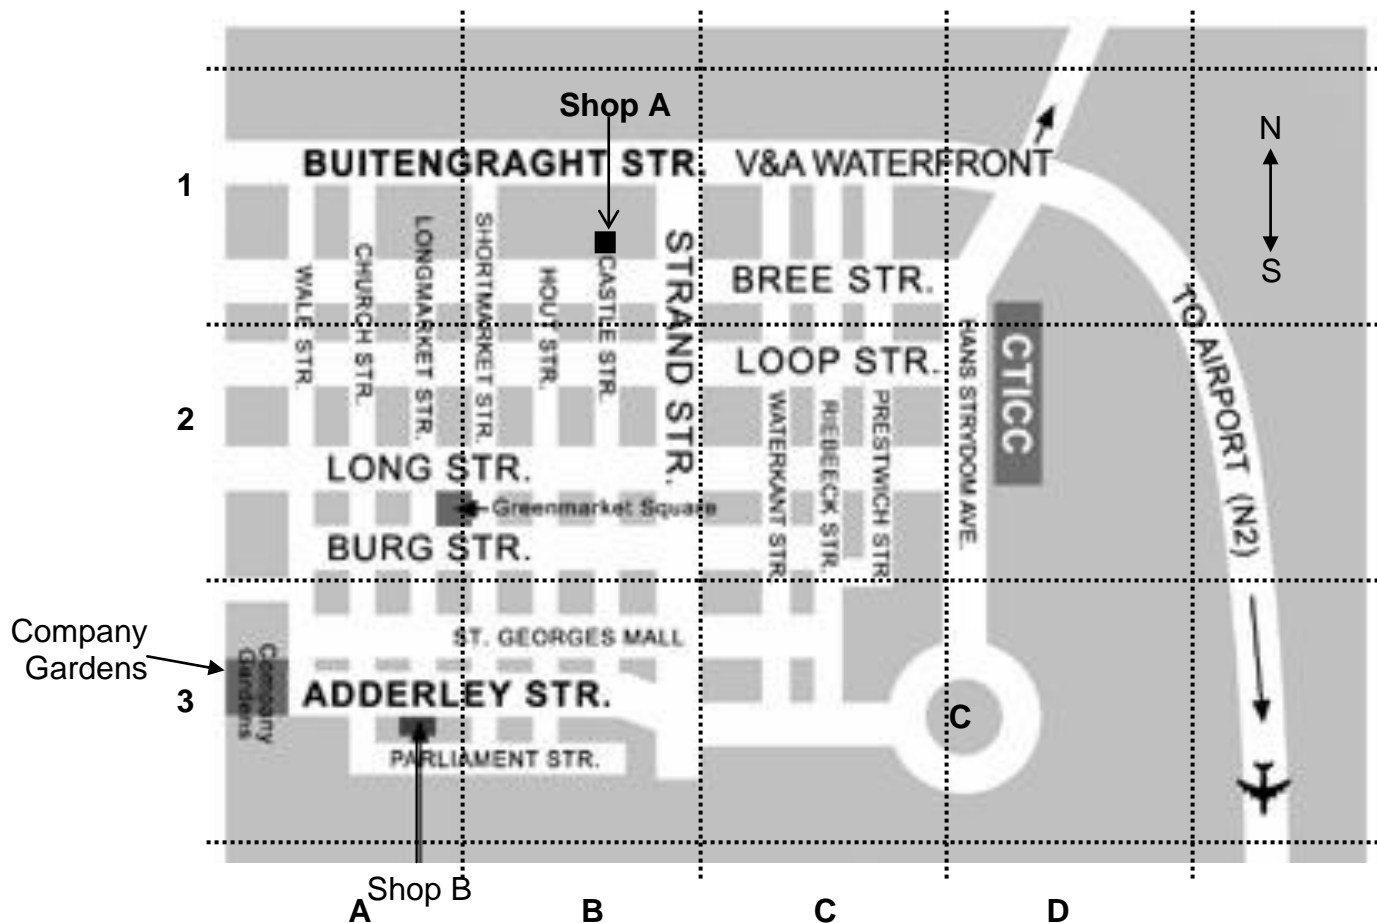 Shop A
N
BUITENGRAGHT STR.
V&A WATERFRONT
1
S
WALE STR.
CHURCH STR.
LONGMARKET STR.
SHORTMARKET STR.
HOUT STR.
CASTLE STR.
STRAND STR.
BREE STR.
TO AIRPORT (N2)
LOOP STR.
HANS STRYDOM AVE.
CTICC
2
WATERKANT STR.
RIEBEECK STR.
PRESTWICH STR
LONG STR.
Greenmarket Square
BURG STR.
Company
Gardens
ST. GEORGES MALL
Company
Gardens
3
ADDERLEY STR.
C
PARLIAMENT STR.
Shop B
A
B
C
D